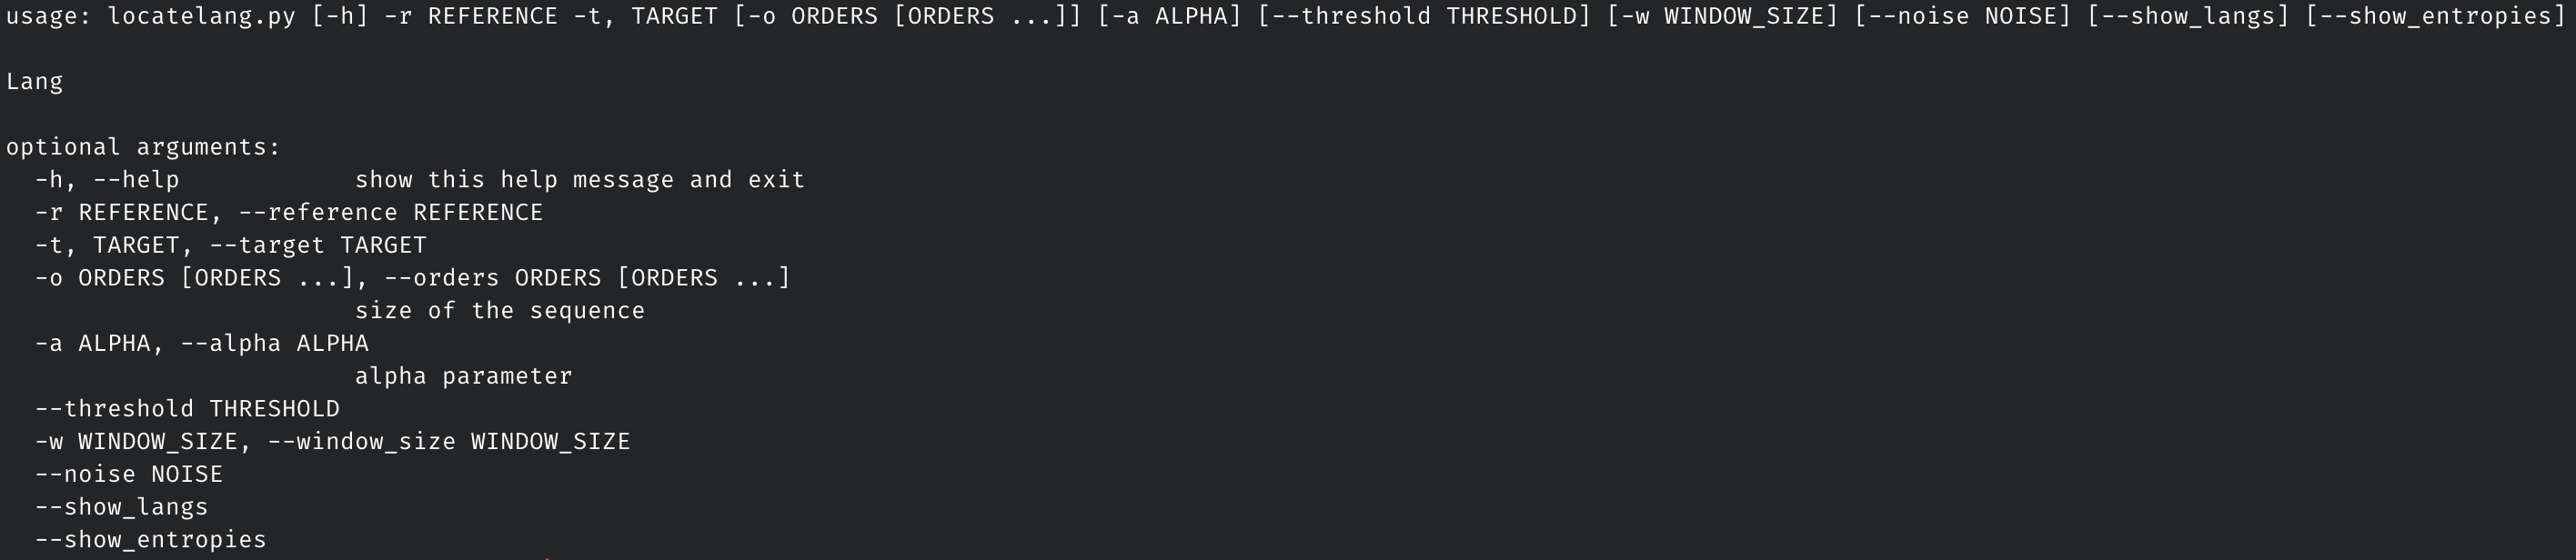 usage: locatelang.py [-h] -r REFERENCE -t, TARGET [-o ORDERS [ORDERS ...]] [-a ALPHA] [--threshold THRESHOLD] [-w WINDOW_SIZE] [--noise NOISE] [--show_langs] [--show_entropies]
Lang
optional arguments:
-h, --help show this help message and exit
-r REFERENCE, --reference REFERENCE
-t, TARGET, --target TARGET
-o ORDERS [ORDERS ...], --orders ORDERS [ORDERS ...]
size of the sequence
-a ALPHA, --alpha ALPHA
alpha parameter
--threshold THRESHOLD
-w WINDOW_SIZE, --window_size WINDOW_SIZE
--noise NOISE
--show_langs
--show_entropies